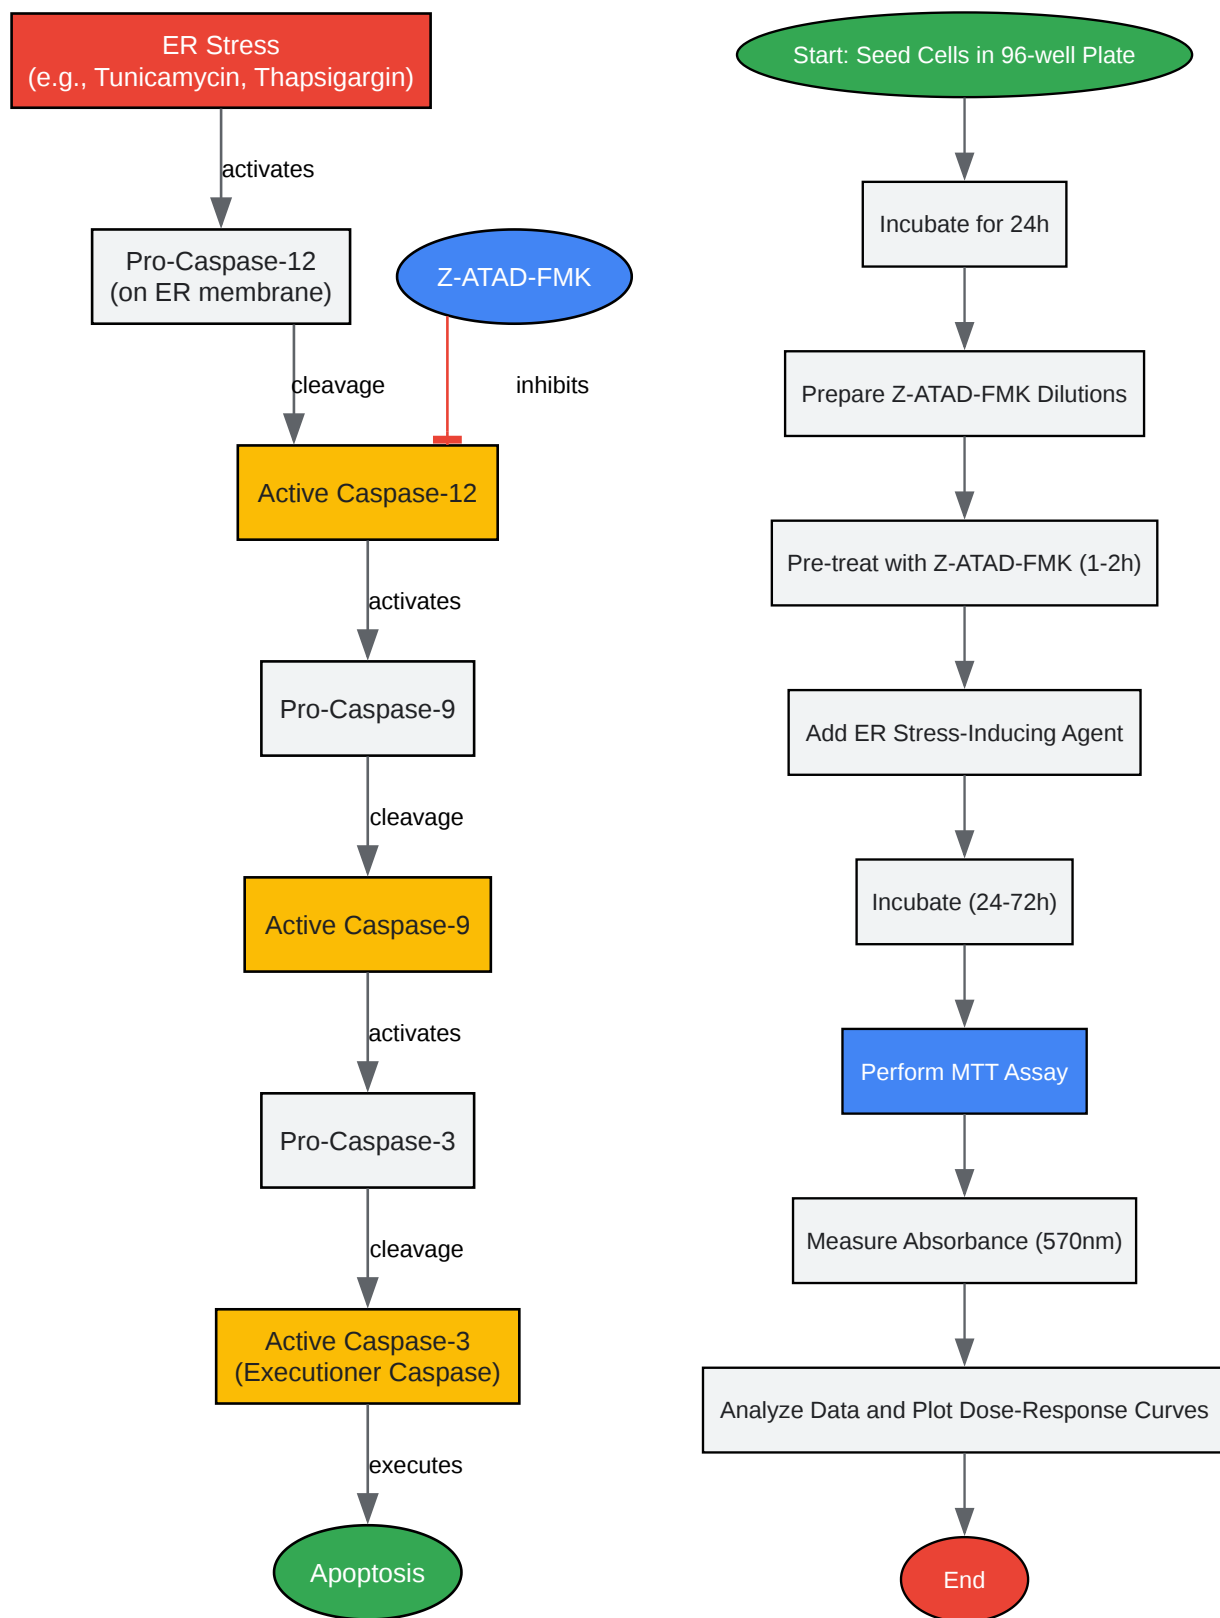 ER Stress
(e.g., Tunicamycin, Thapsigargin)
activates
Pro-Caspase-12
(on ER membrane)
Z-ATAD-FMK
cleavage
inhibits
Active Caspase-12
activates
Pro-Caspase-9
cleavage
Active Caspase-9
activates
Pro-Caspase-3
cleavage
Active Caspase-3
(Executioner Caspase)
executes
Apoptosis
Start: Seed Cells in 96-well Plate
Incubate for 24h
Prepare Z-ATAD-FMK Dilutions
Pre-treat with Z-ATAD-FMK (1-2h)
Add ER Stress-Inducing Agent
Incubate (24-72h)
Perform MTT Assay
Measure Absorbance (570nm)
Analyze Data and Plot Dose-Response Curves
End